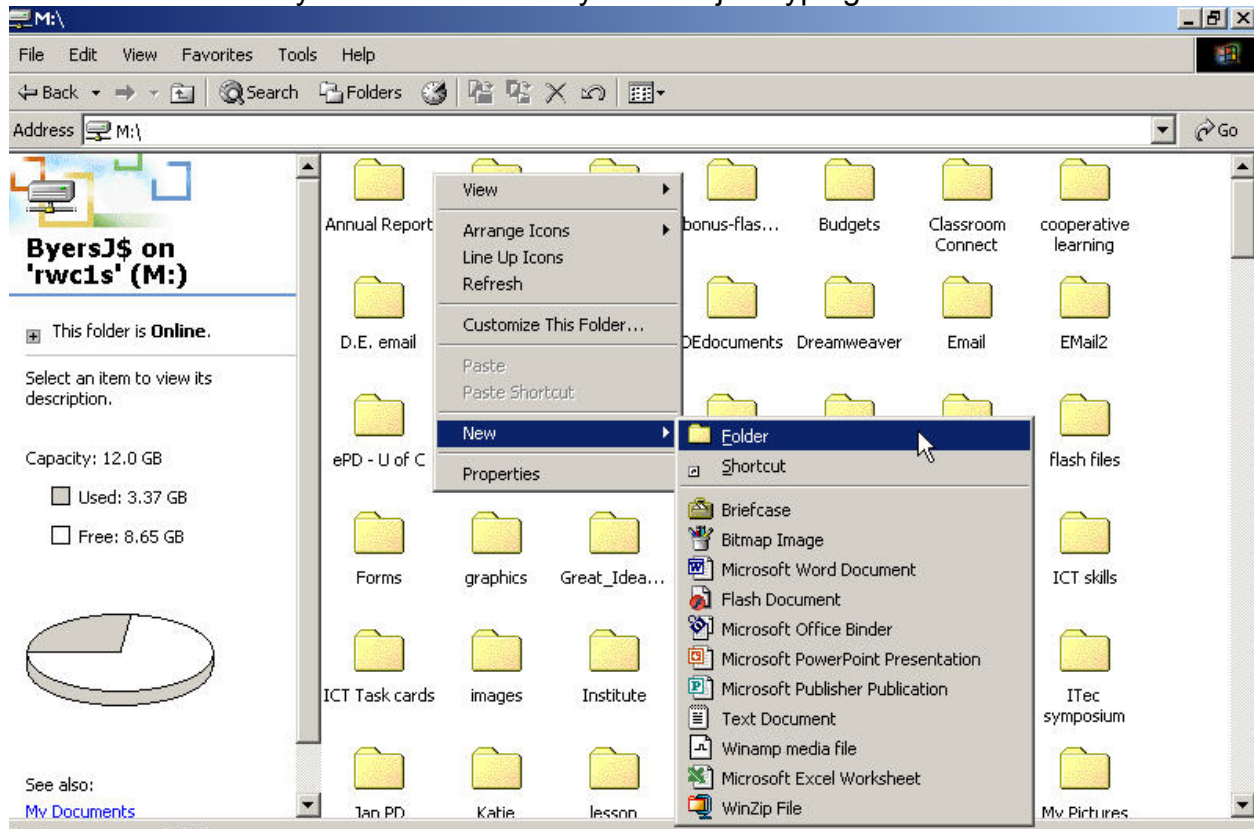 M:\
File Edit View Favorites Tools Help
Back Search Folders
Address M:\ Go
ByersJ$ on
'rwc1s' (M:)
This folder is Online.
Select an item to view its
description.
Capacity: 12.0 GB
Used: 3.37 GB
Free: 8.65 GB
See also:
My Documents
Annual Report bonus-flas... Budgets Classroom
Connect cooperative
learning
D.E. email DEdocuments Dreamweaver Email EMail2
ePD - U of C flash files
Forms graphics Great_Idea... ICT skills
ICT Task cards images Institute ITec
symposium
Jan PD Katie lesson My Pictures
View
Arrange Icons
Line Up Icons
Refresh
Customize This Folder...
Paste
Paste Shortcut
New
Properties
Folder
Shortcut
Briefcase
Bitmap Image
Microsoft Word Document
Flash Document
Microsoft Office Binder
Microsoft PowerPoint Presentation
Microsoft Publisher Publication
Text Document
Winamp media file
Microsoft Excel Worksheet
WinZip File